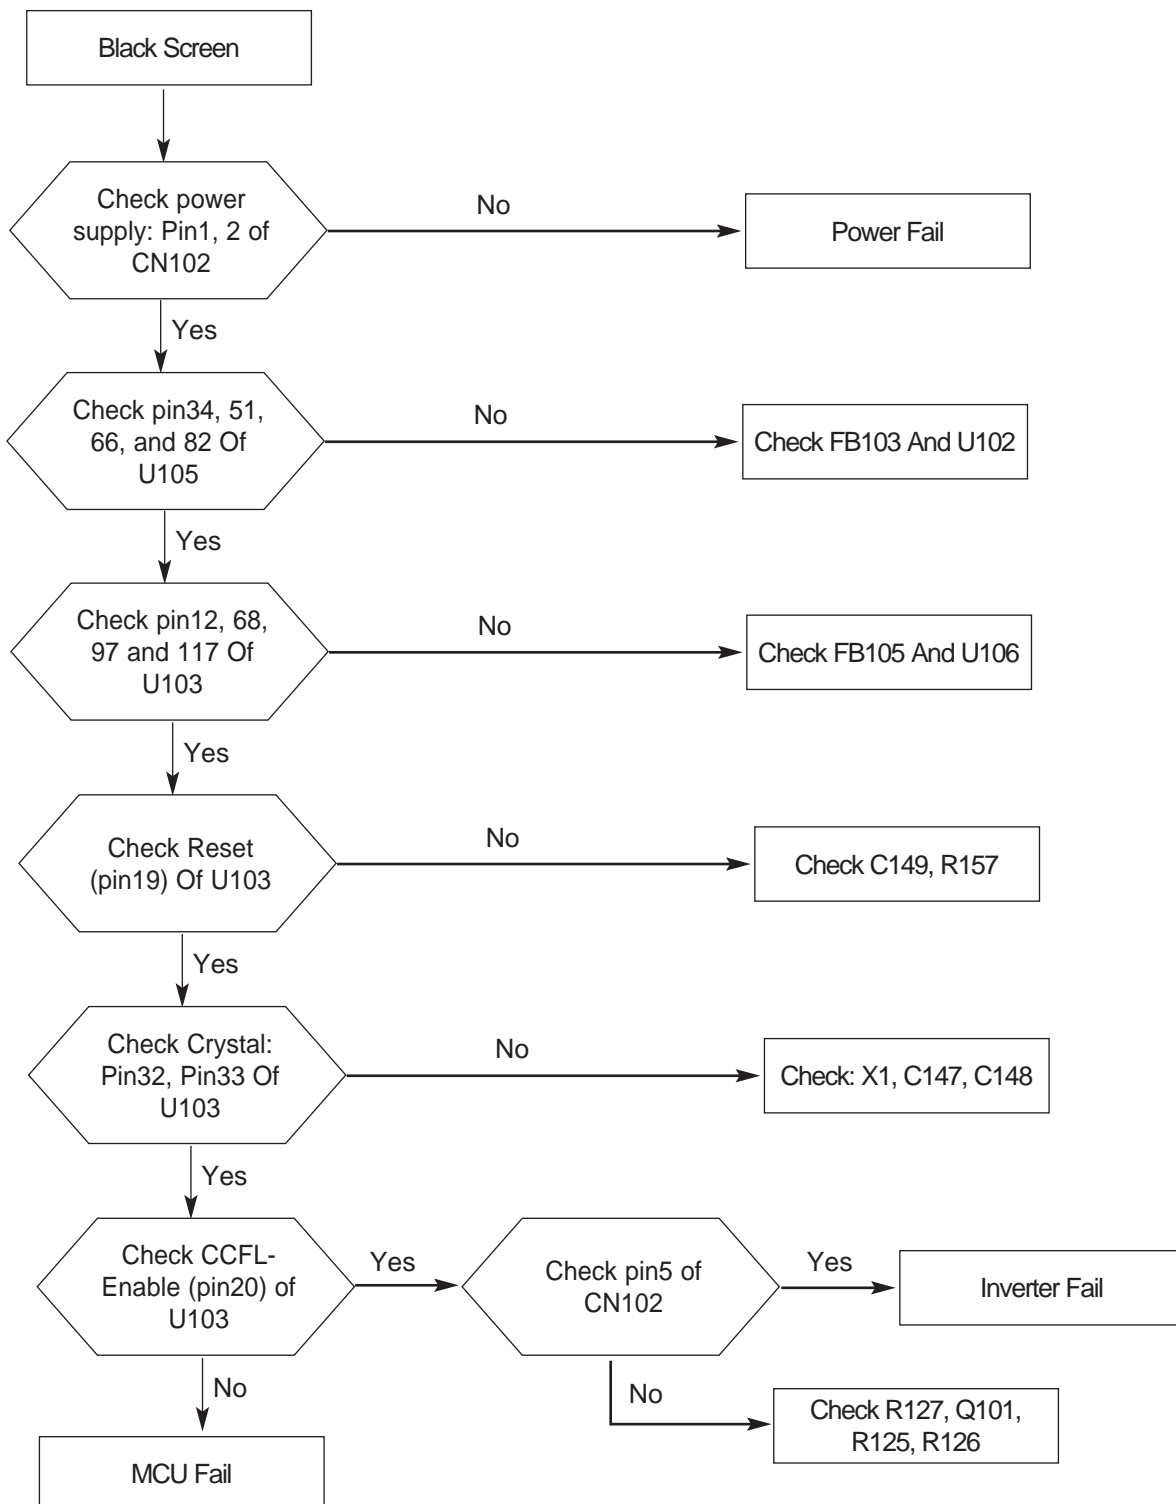 Black Screen
Check power
supply: Pin1, 2 of
CN102
No
Power Fail
Yes
Check pin34, 51,
66, and 82 Of
U105
No
Check FB103 And U102
Yes
Check pin12, 68,
97 and 117 Of
U103
No
Check FB105 And U106
Yes
Check Reset
(pin19) Of U103
No
Check C149, R157
Yes
Check Crystal:
Pin32, Pin33 Of
U103
No
Check: X1, C147, C148
Yes
Check CCFL-
Enable (pin20) of
U103
Yes
Check pin5 of
CN102
Yes
Inverter Fail
No
Check R127, Q101,
R125, R126
No
MCU Fail